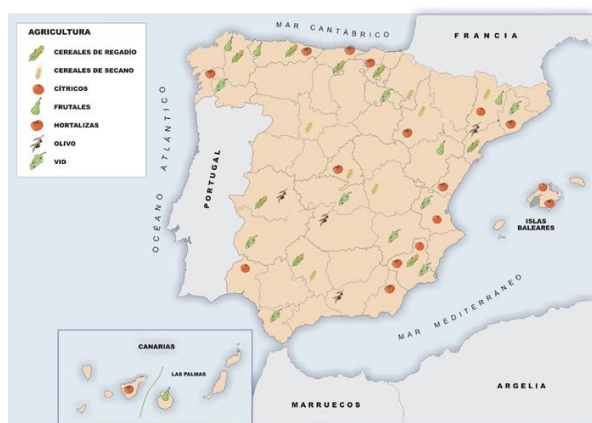 MAR CANTÁBRICO
FRANCIA
AGRICULTURA
CEREALES DE REGADÍO
CEREALES DE SECANO
CÍTRICOS
FRUTALES
HORTALIZAS
OLIVO
VID
OCÉANO ATLÁNTICO
PORTUGAL
ISLAS
BALEARES
MAR MEDITERRÁNEO
CANARIAS
LAS PALMAS
MARRUECOS
ARGELIA